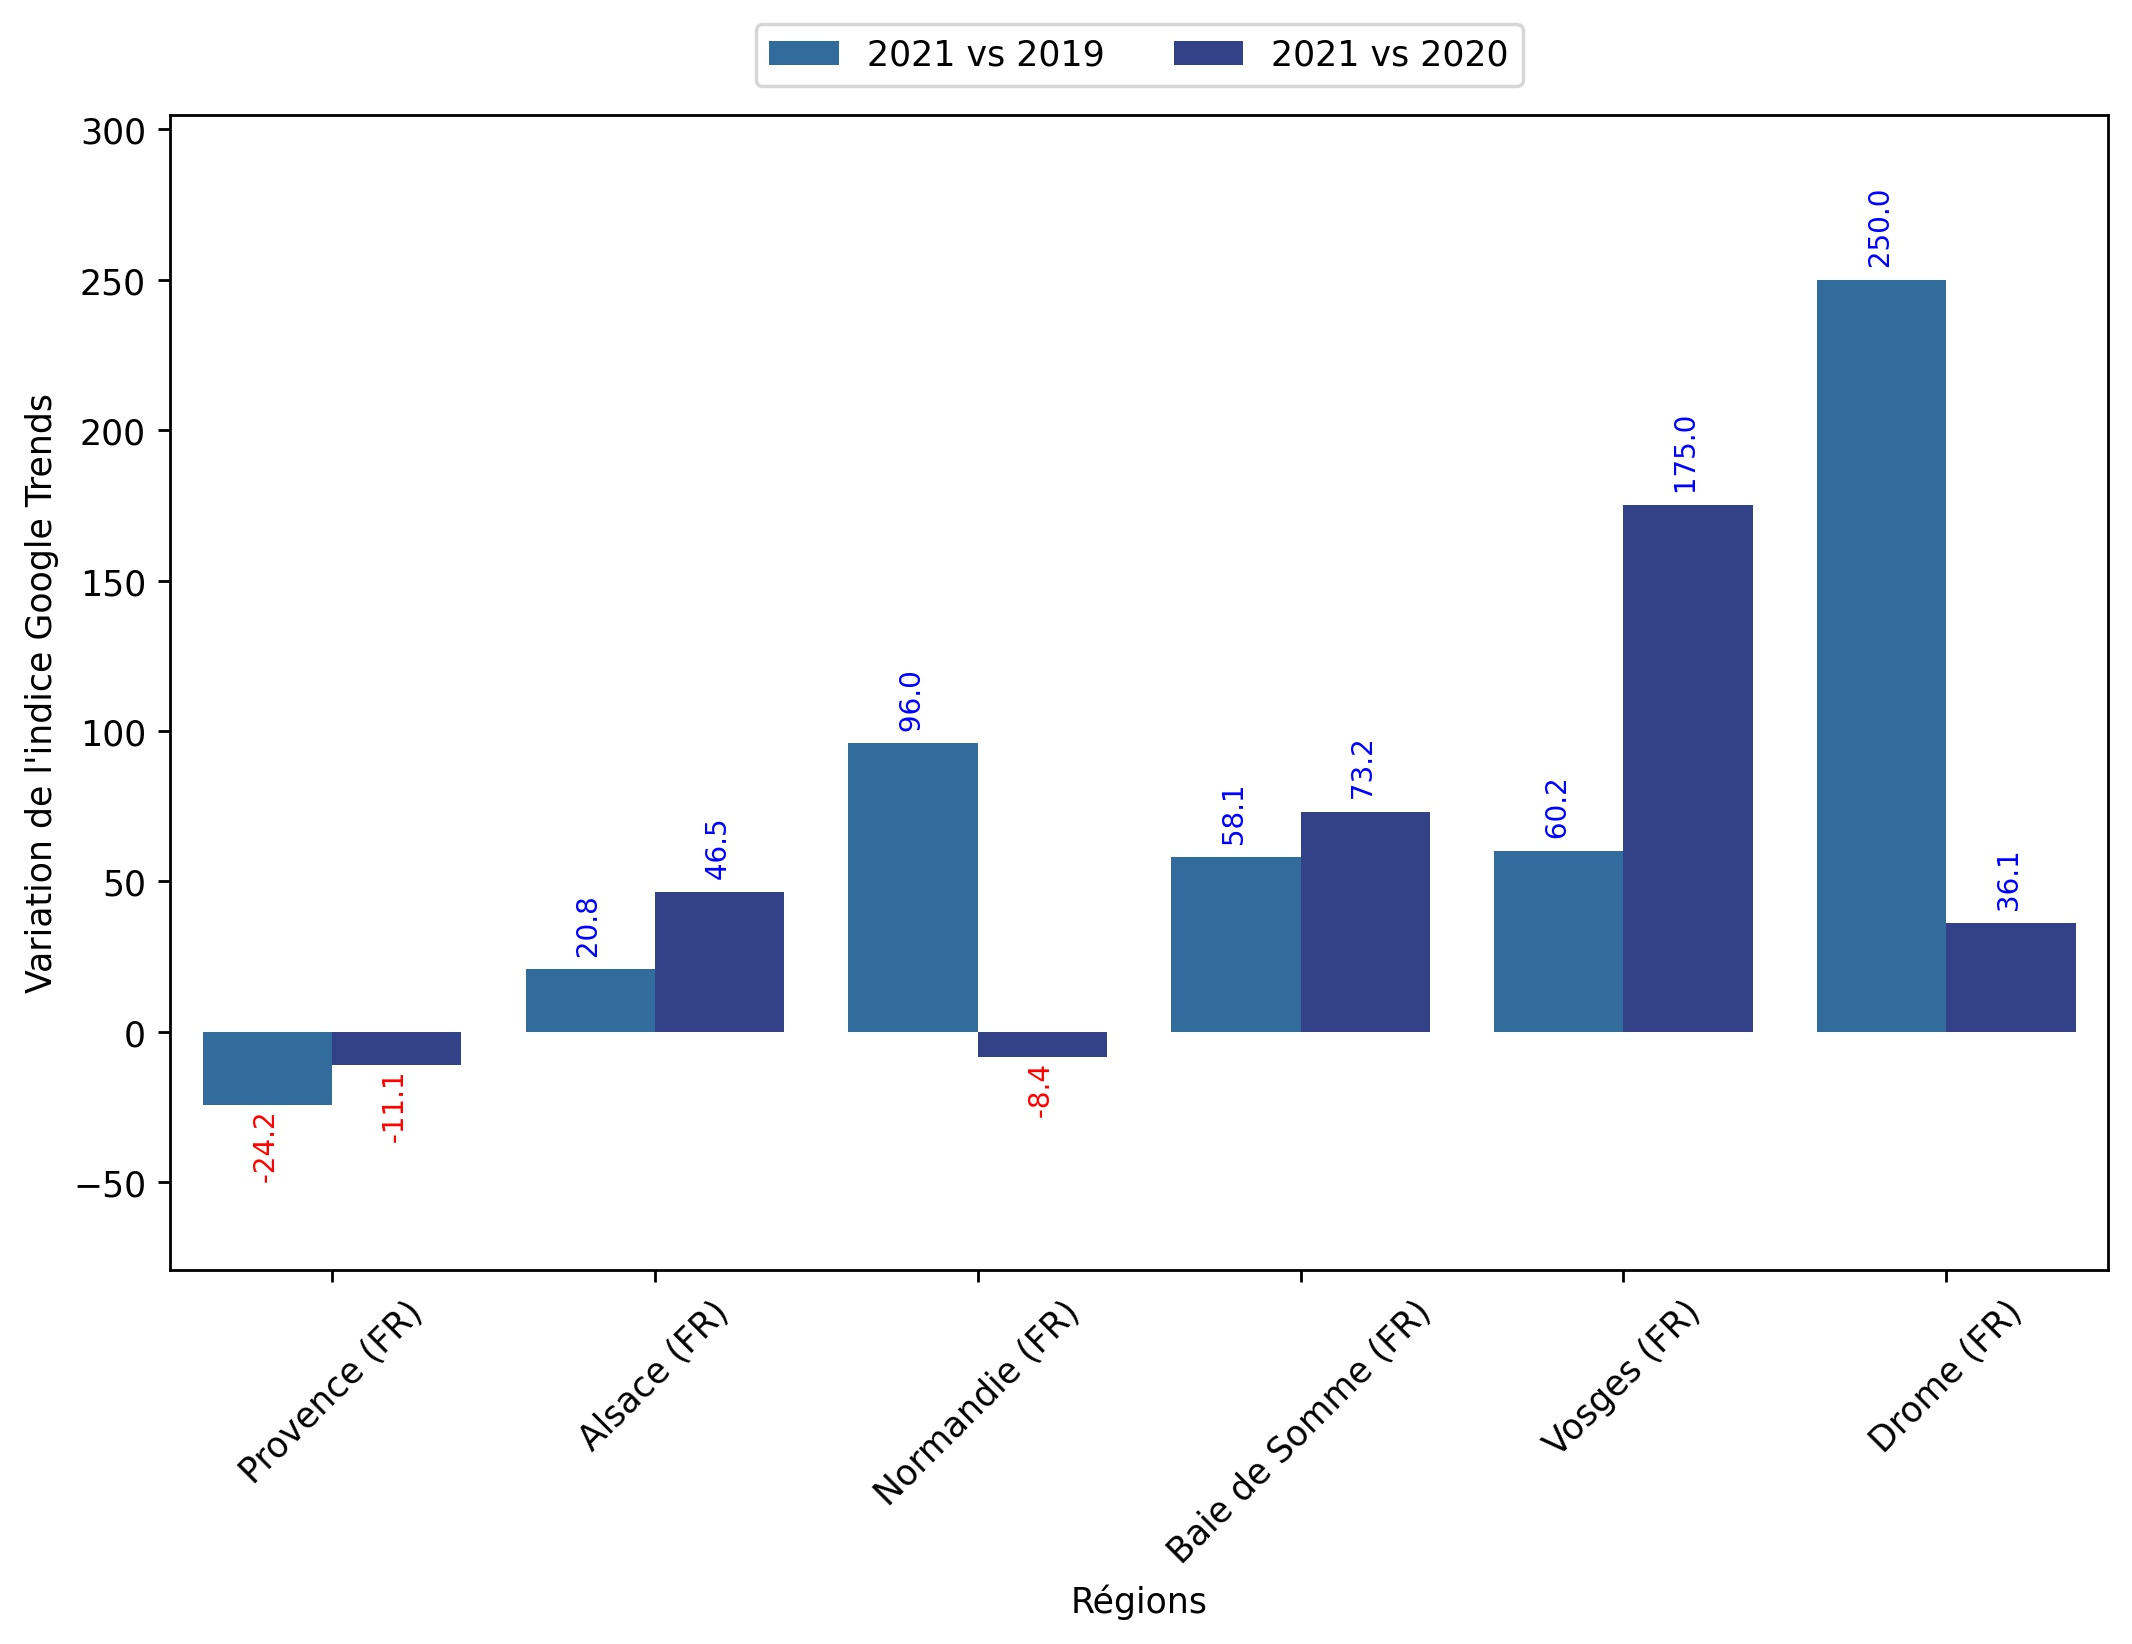 2021 vs 2019
2021 vs 2020
Variation de l'indice Google Trends
300
250
200
150
100
50
0
−50
-24.2
-11.1
20.8
46.5
96.0
-8.4
58.1
73.2
60.2
175.0
250.0
36.1
Provence (FR)
Alsace (FR)
Normandie (FR)
Baie de Somme (FR)
Vosges (FR)
Drome (FR)
Régions